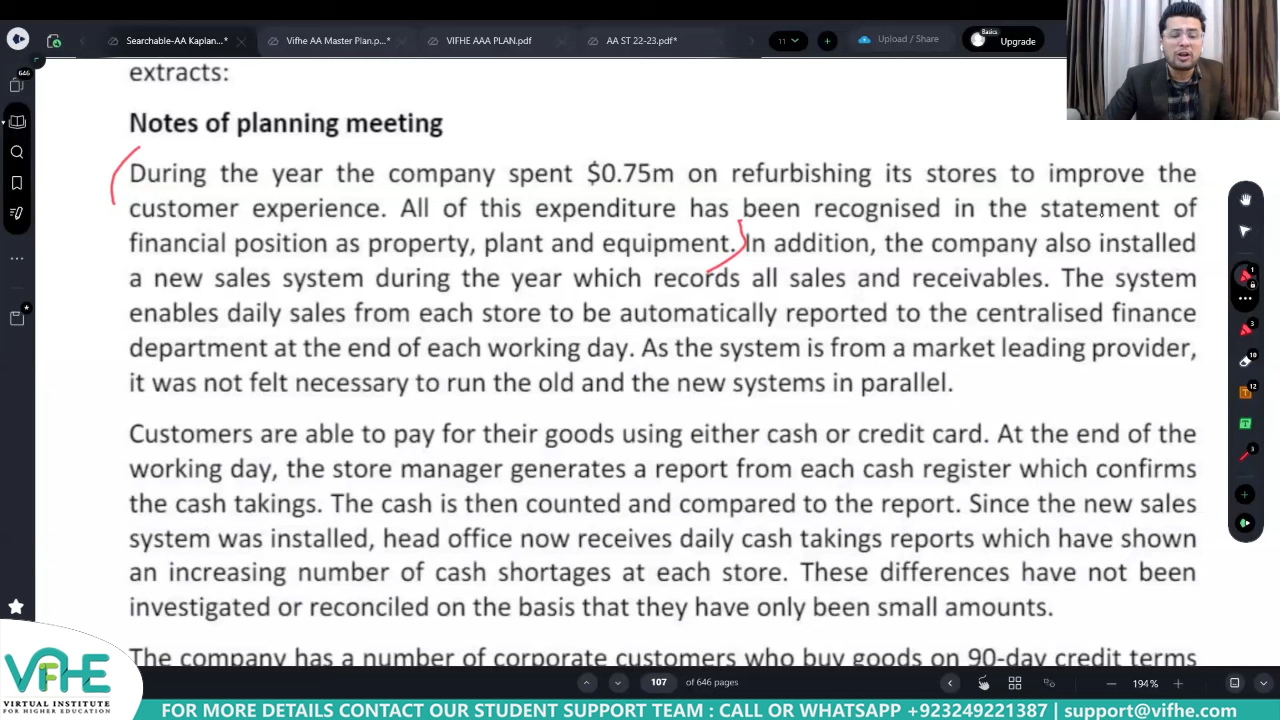 Searchable-AA Kaplan...*
Vifhe AA Master Plan.p...*
VIFHE AAA PLAN.pdf
AA ST 22-23.pdf*
11
Upload / Share
Basics
Upgrade
646
extracts:
Notes of planning meeting
During the year the company spent $0.75m on refurbishing its stores to improve the
customer experience. All of this expenditure has been recognised in the statement of
financial position as property, plant and equipment. In addition, the company also installed
a new sales system during the year which records all sales and receivables. The system
enables daily sales from each store to be automatically reported to the centralised finance
department at the end of each working day. As the system is from a market leading provider,
it was not felt necessary to run the old and the new systems in parallel.
Customers are able to pay for their goods using either cash or credit card. At the end of the
working day, the store manager generates a report from each cash register which confirms
the cash takings. The cash is then counted and compared to the report. Since the new sales
system was installed, head office now receives daily cash takings reports which have shown
an increasing number of cash shortages at each store. These differences have not been
investigated or reconciled on the basis that they have only been small amounts.
The company has a number of corporate customers who buy goods on 90-day credit terms
1
3
10
12
3
107 of 646 pages
194%
VIFHE
VIRTUAL INSTITUTE
FOR HIGHER EDUCATION
FOR MORE DETAILS CONTACT OUR STUDENT SUPPORT TEAM : CALL OR WHATSAPP +923249221387 | support@vifhe.com